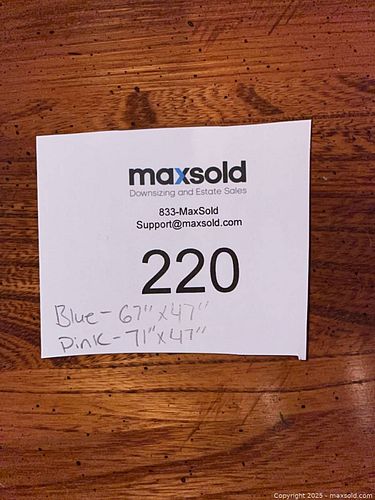 maxsold
Downsizing and Estate Sales
833-MaxSold
Support@maxsold.com
220
Blue - 67" x 47"
Pink - 71" x 47"
Copyright 2025 - maxsold.com